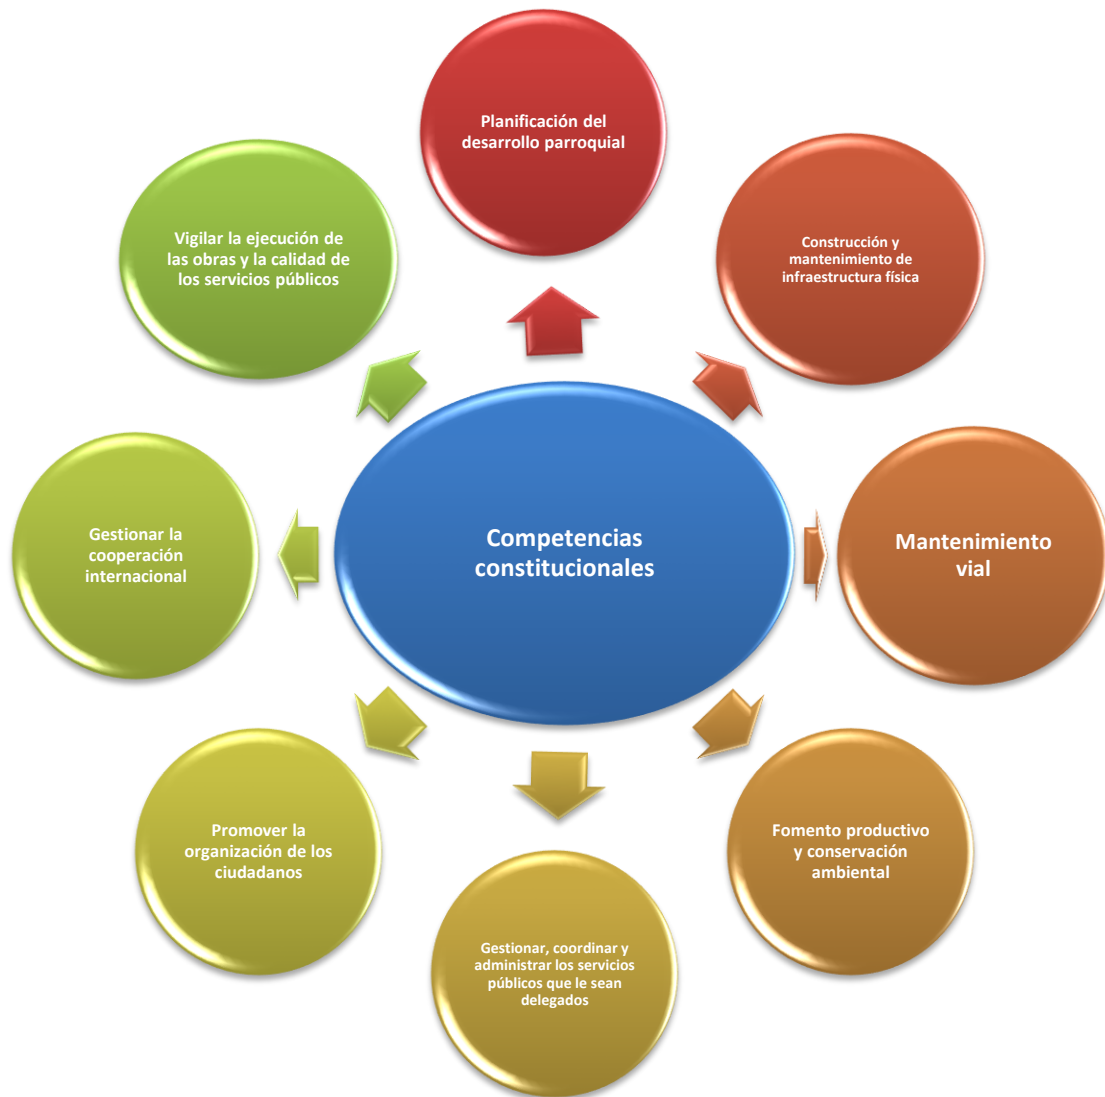 Planificación del
desarrollo parroquial
Construcción y
mantenimiento de
infraestructura física
Mantenimiento
vial
Fomento productivo
y conservación
ambiental
Gestionar, coordinar y
administrar los servicios
públicos que le sean
delegados
Promover la
organización de los
ciudadanos
Gestionar la
cooperación
internacional
Vigilar la ejecución de
las obras y la calidad de
los servicios públicos
Competencias
constitucionales